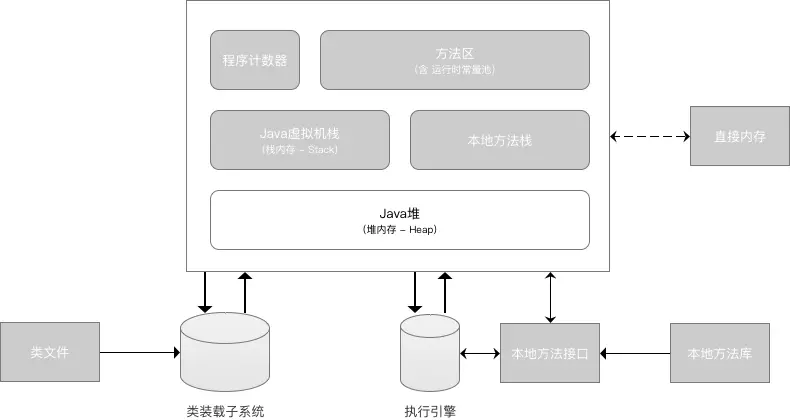 程序计数器
方法区
(含 运行时常量池)
Java虚拟机栈
(栈内存 – Stack)
本地方法栈
直接内存
Java堆
(堆内存 – Heap)
类文件
本地方法接口
本地方法库
类装载子系统
执行引擎